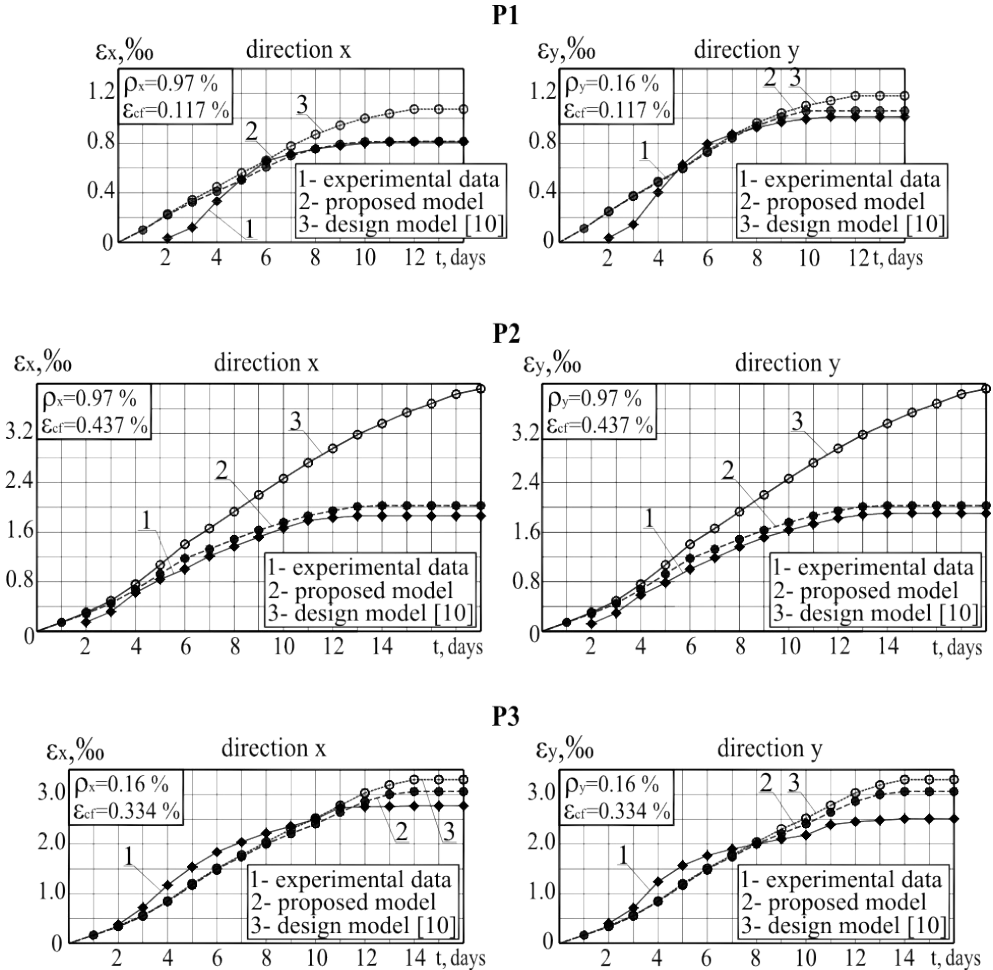 P1
εx,‰ direction x
ρx=0.97 %
εcf=0.117 %
1.2
0.8
0.4
0
3
2
1
1- experimental data
2- proposed model
3- design model [10]
2 4 6 8 10 12 t, days
εy,‰ direction y
ρy=0.16 %
εcf=0.117 %
1.2
0.8
0.4
0
2 3
1
1- experimental data
2- proposed model
3- design model [10]
2 4 6 8 10 12 t, days
P2
εx,‰ direction x
ρx=0.97 %
εcf=0.437 %
3.2
2.4
1.6
0.8
0
3
2
1
1- experimental data
2- proposed model
3- design model [10]
2 4 6 8 10 12 14 t, days
εy,‰ direction y
ρy=0.97 %
εcf=0.437 %
3.2
2.4
1.6
0.8
0
3
2
1
1- experimental data
2- proposed model
3- design model [10]
2 4 6 8 10 12 14 t, days
P3
εx,‰ direction x
ρx=0.16 %
εcf=0.334 %
3.0
2.0
1.0
0
1
2 3
1- experimental data
2- proposed model
3- design model [10]
2 4 6 8 10 12 14 t, days
εy,‰ direction y
ρy=0.16 %
εcf=0.334 %
3.0
2.0
1.0
0
2 3
1
1- experimental data
2- proposed model
3- design model [10]
2 4 6 8 10 12 14 t, days